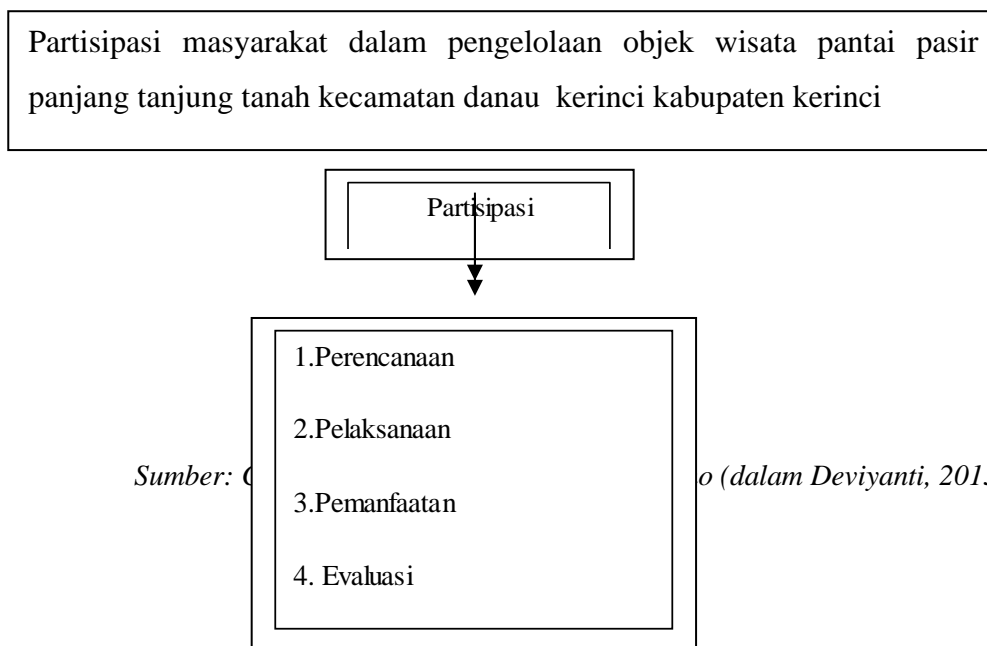 Partisipasi masyarakat dalam pengelolaan objek wisata pantai pasir
panjang tanjung tanah kecamatan danau kerinci kabupaten kerinci
Partisipasi
1.Perencanaan
2.Pelaksanaan
Sumber: (dalam Deviyanti,
3.Pemanfaatan
4. Evaluasi